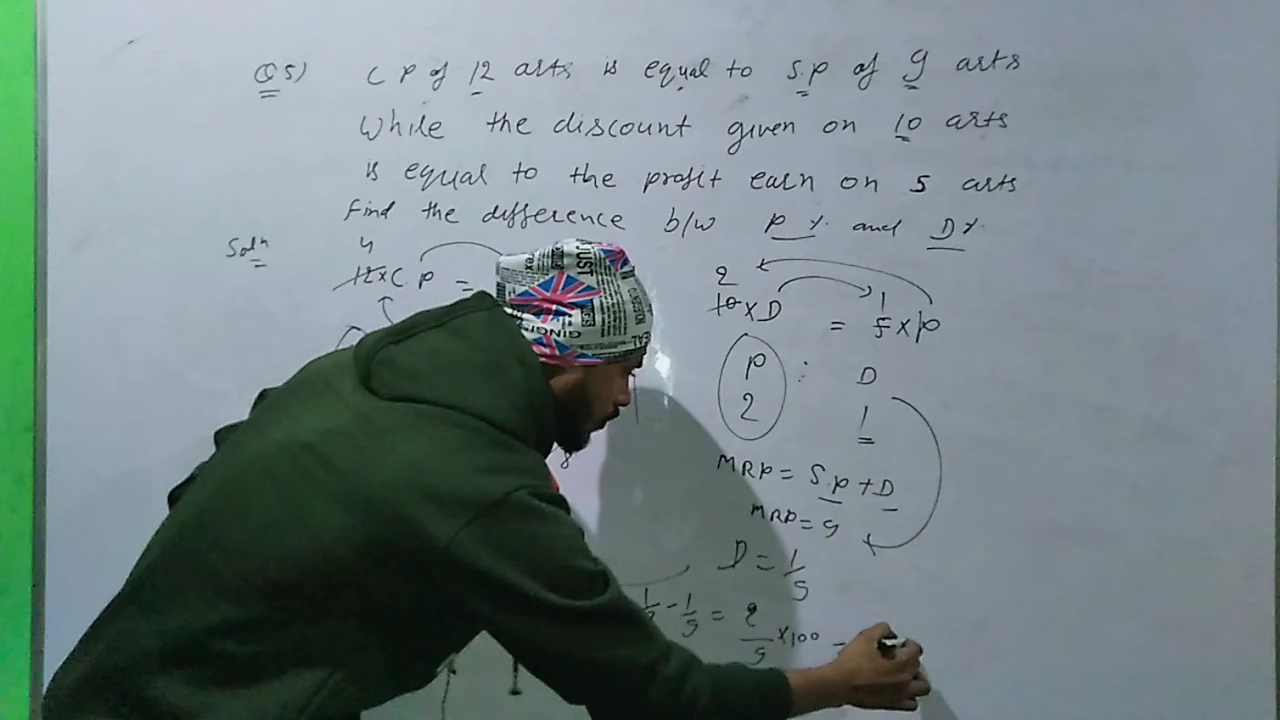 Q 5) C P of 12 arts is equal to S.P of 9 arts
While the discount given on 10 arts
is equal to the profit earn on 5 arts
Find the difference b/w P % and D %.
Solⁿ
4
12 x C P =
2 1
10 x D = 5 x P
P : D
2 1
MRP = S.P + D
MRP = 9
D = 1/9
- 1/9 = 2/9 x 100 =